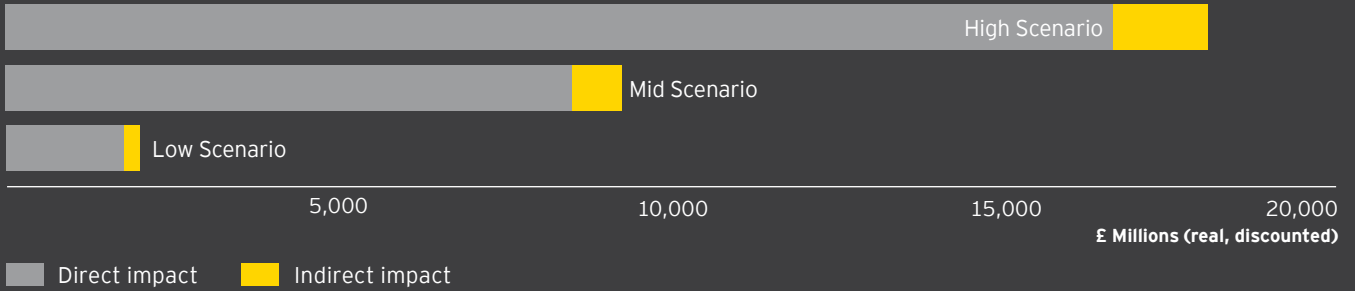 High Scenario
Mid Scenario
Low Scenario
5,000 10,000 15,000 20,000
£ Millions (real, discounted)
Direct impact Indirect impact